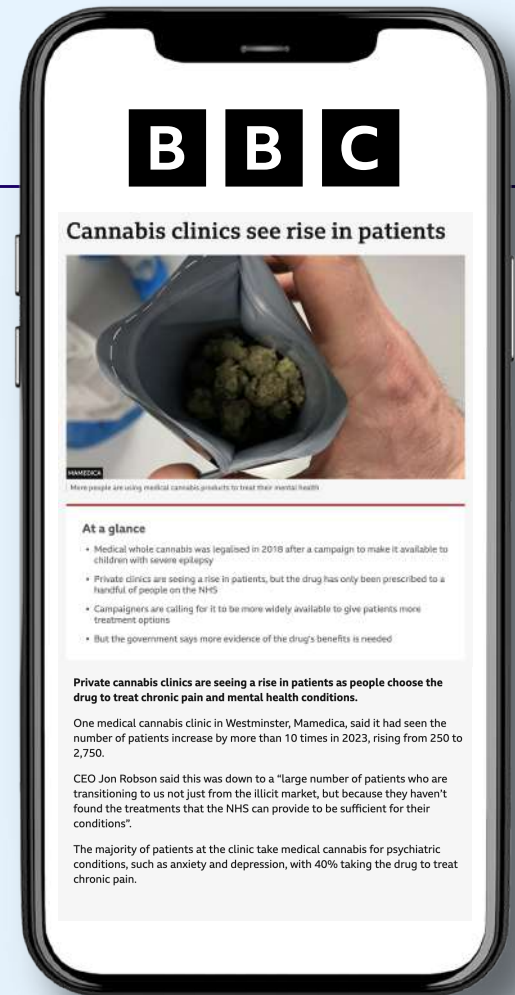 BBC
Cannabis clinics see rise in patients
MAMEDICA
More people are using medical cannabis products to treat their mental health
At a glance
• Medical whole cannabis was legalised in 2018 after a campaign to make it available to
children with severe epilepsy
• Private clinics are seeing a rise in patients, but the drug has only been prescribed to a
handful of people on the NHS
• Campaigners are calling for it to be more widely available to give patients more
treatment options
• But the government says more evidence of the drug's benefits is needed
Private cannabis clinics are seeing a rise in patients as people choose the
drug to treat chronic pain and mental health conditions.
One medical cannabis clinic in Westminster, Mamedica, said it had seen the
number of patients increase by more than 10 times in 2023, rising from 250 to
2,750.
CEO Jon Robson said this was down to a “large number of patients who are
transitioning to us not just from the illicit market, but because they haven’t
found the treatments that the NHS can provide to be sufficient for their
conditions”.
The majority of patients at the clinic take medical cannabis for psychiatric
conditions, such as anxiety and depression, with 40% taking the drug to treat
chronic pain.